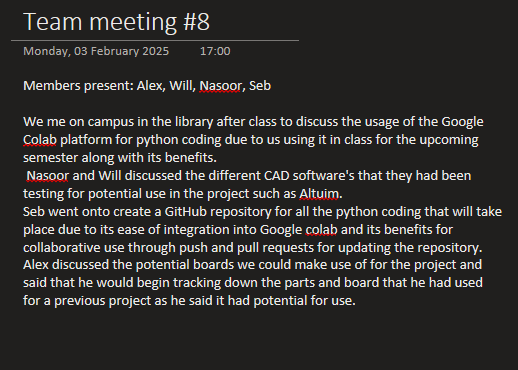 Team meeting #8
Monday, 03 February 2025 17:00
Members present: Alex, Will, Nasoor, Seb
We me on campus in the library after class to discuss the usage of the Google
Colab platform for python coding due to us using it in class for the upcoming
semester along with its benefits.
Nasoor and Will discussed the different CAD software's that they had been
testing for potential use in the project such as Altuim.
Seb went onto create a GitHub repository for all the python coding that will take
place due to its ease of integration into Google colab and its benefits for
collaborative use through push and pull requests for updating the repository.
Alex discussed the potential boards we could make use of for the project and
said that he would begin tracking down the parts and board that he had used
for a previous project as he said it had potential for use.